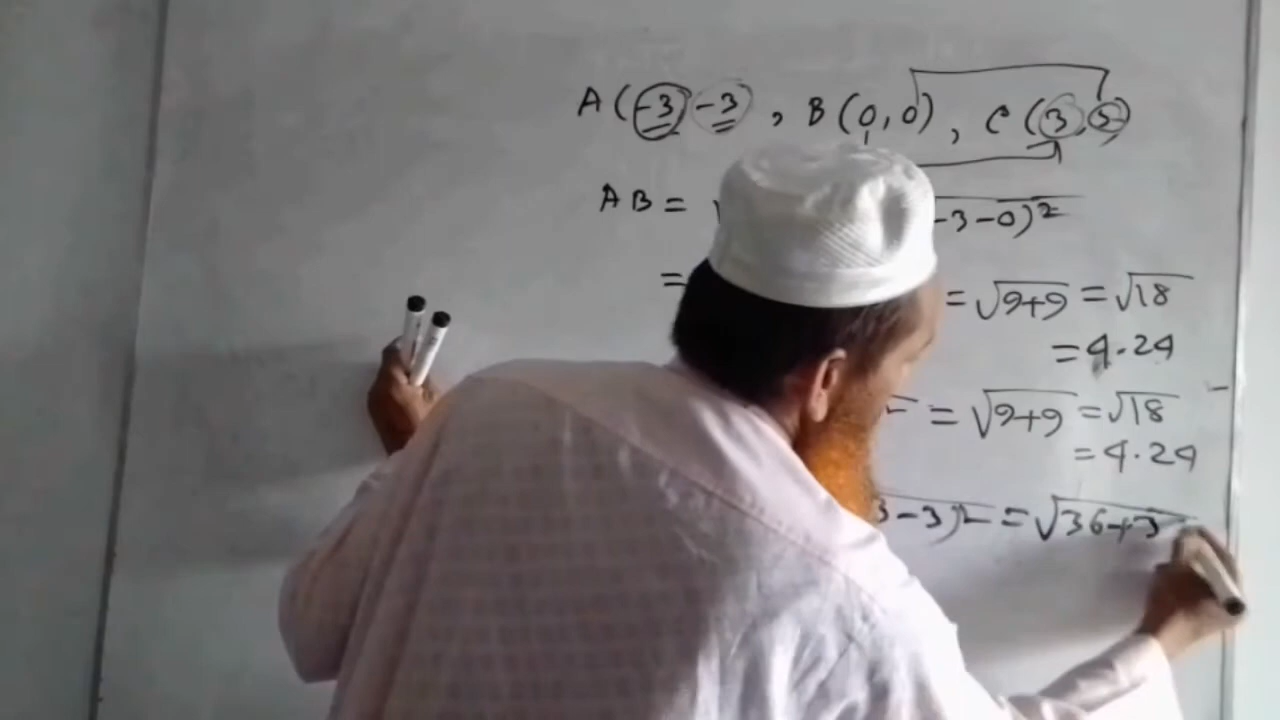 A(-3, -3), B(0,0), C(3,3)
AB = -3-0)²
= = √9+9 = √18
= 4.24
= √9+9 = √18
= 4.24
3-3)² = √36+3